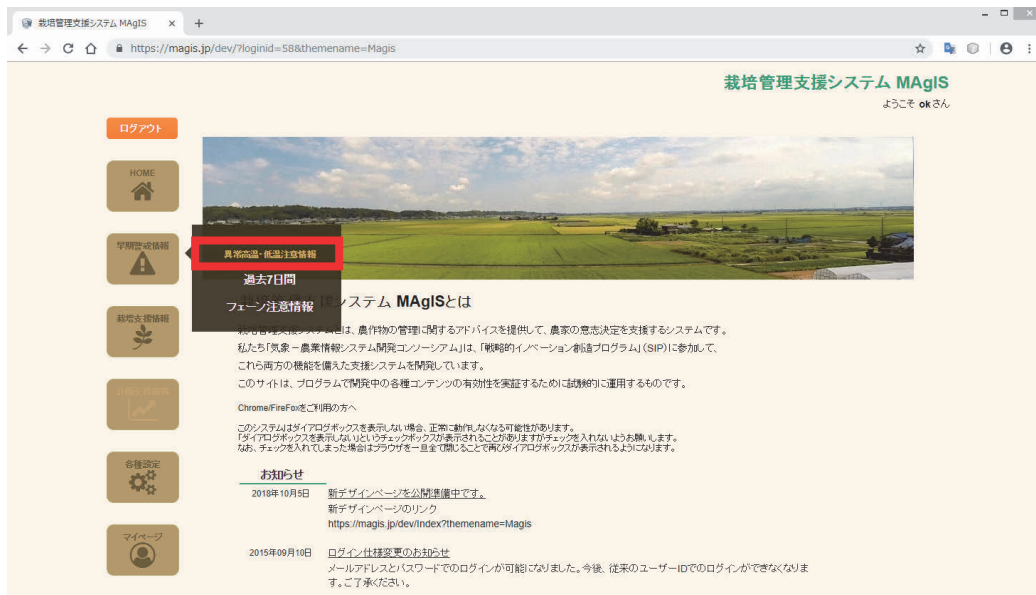 栽培管理支援システム MAgIS
https://magis.jp/dev/?loginid=58&themename=Magis
栽培管理支援システム MAgIS
ようこそ okさん
ログアウト
HOME
早期警戒情報
異常高温・低温注意情報
過去7日間
フェーン注意情報
栽培支援情報
各種設定
マイページ
システム MAgISとは
栽培管理支援システムとは、農作物の管理に関するアドバイスを提供して、農家の意志決定を支援するシステムです。
私たち「気象－農業情報システム開発コンソーシアム」は、「戦略的イノベーション創造プログラム」（SIP）に参加して、
これら両方の機能を備えた支援システムを開発しています。
このサイトは、プログラムで開発中の各種コンテンツの有効性を実証するために試験的に運用するものです。
Chrome/FireFoxをご利用の方へ
このシステムはダイアログボックスを表示しない場合、正常に動作しなくなる可能性があります。
「ダイアログボックスを表示しない」というチェックボックスが表示されることがありますがチェックを入れないようお願いします。
なお、チェックを入れてしまった場合はブラウザを一旦全て閉じることで再びダイアログボックスが表示されるようになります。
お知らせ
2018年10月5日 新デザインページを公開準備中です。
新デザインページのリンク
https://magis.jp/dev/Index?themename=Magis
2015年09月10日 ログイン仕様変更のお知らせ
メールアドレスとパスワードでのログインが可能になりました。今後、従来のユーザーIDでのログインができなくなりま
す。ご了承ください。